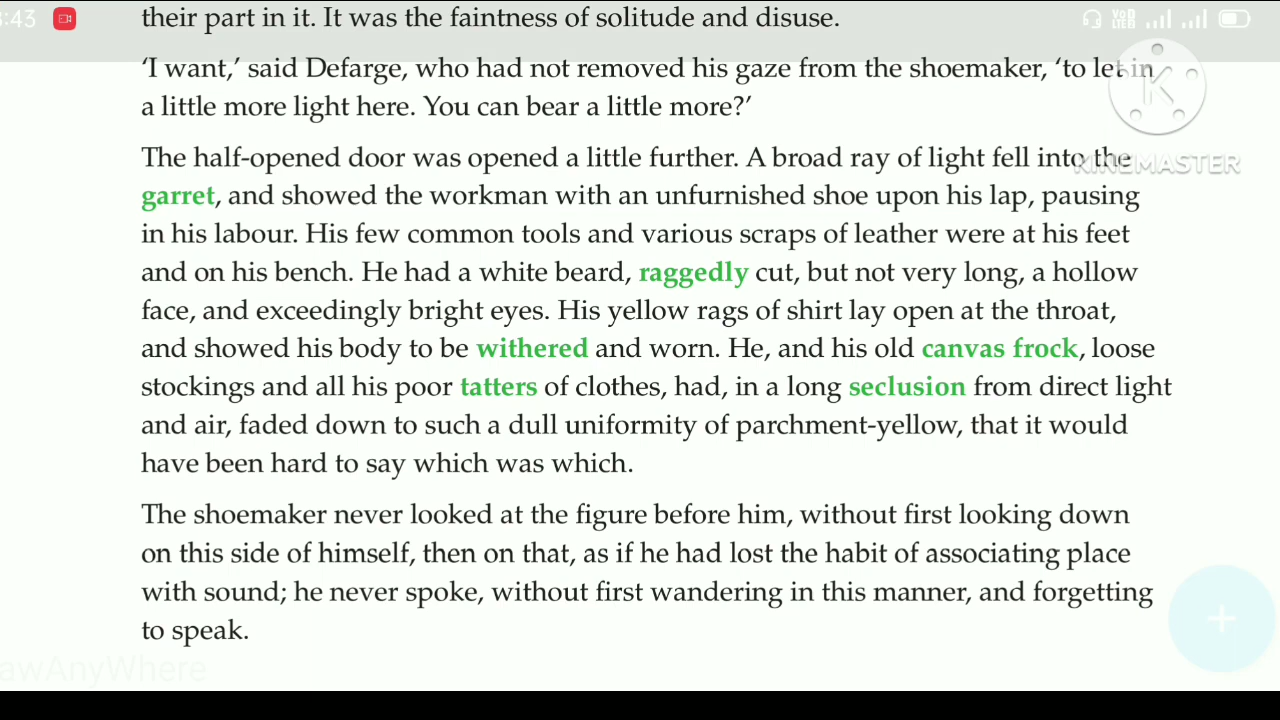 :43
their part in it. It was the faintness of solitude and disuse.
VoD
LTED
‘I want,’ said Defarge, who had not removed his gaze from the shoemaker, ‘to let in
a little more light here. You can bear a little more?’
K
KINEMASTER
The half-opened door was opened a little further. A broad ray of light fell into the
garret, and showed the workman with an unfurnished shoe upon his lap, pausing
in his labour. His few common tools and various scraps of leather were at his feet
and on his bench. He had a white beard, raggedly cut, but not very long, a hollow
face, and exceedingly bright eyes. His yellow rags of shirt lay open at the throat,
and showed his body to be withered and worn. He, and his old canvas frock, loose
stockings and all his poor tatters of clothes, had, in a long seclusion from direct light
and air, faded down to such a dull uniformity of parchment-yellow, that it would
have been hard to say which was which.
The shoemaker never looked at the figure before him, without first looking down
on this side of himself, then on that, as if he had lost the habit of associating place
with sound; he never spoke, without first wandering in this manner, and forgetting
to speak.
awAnyWhere